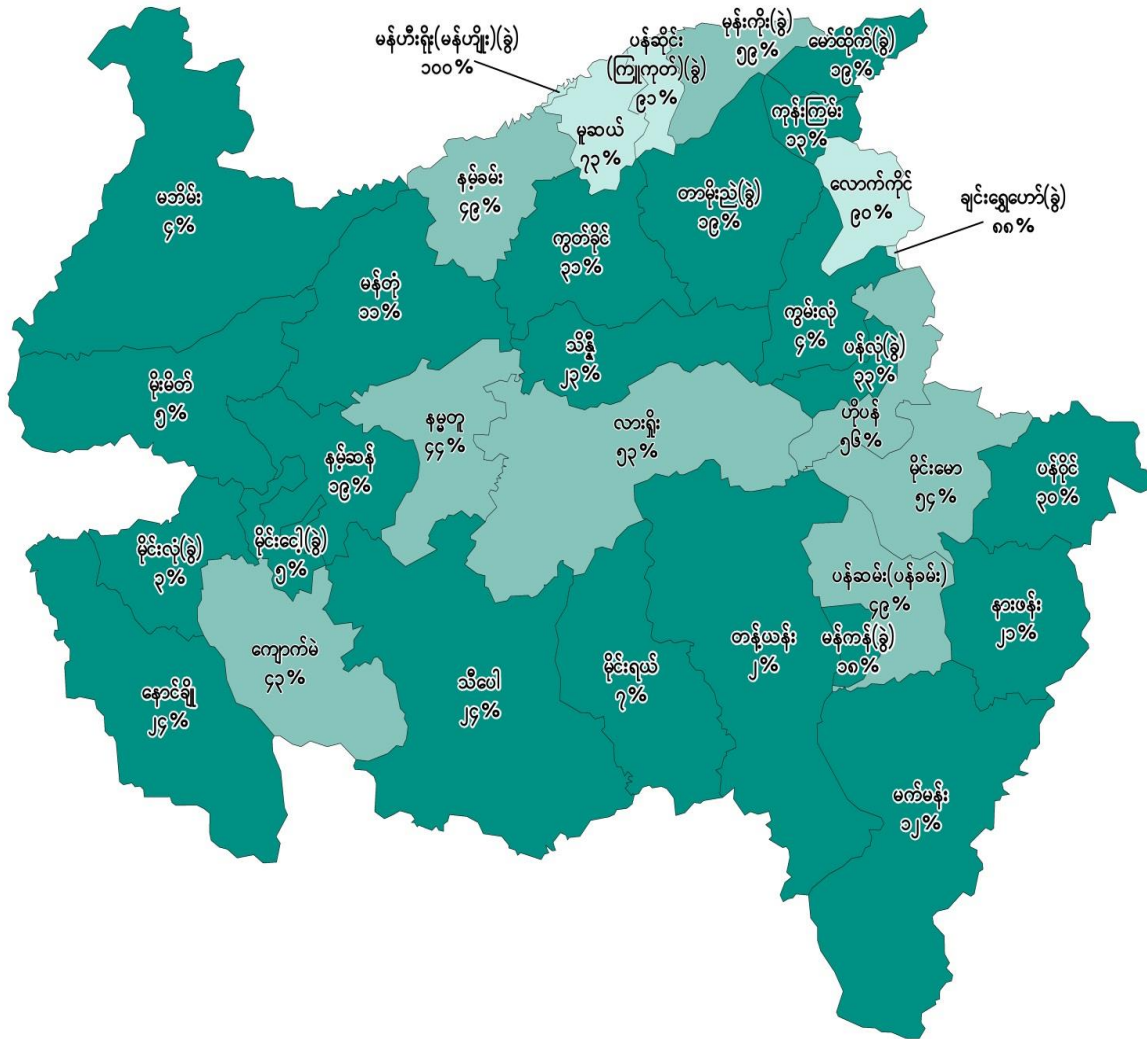 မန်ဟီးရိုး(မန်ဟျိုး)(ခွဲ)
၁၀၀%
ပန်ဆိုင်း
(ကြူကုတ်)(ခွဲ)
၉၁%
မုန်းကိုး(ခွဲ)
၅၉%
မော်ထိုက်(ခွဲ)
၁၉%
ကုန်းကြမ်း
၁၃%
မူဆယ်
၇၃%
လောက်ကိုင်
၉၀%
ချင်းရွှေဟော်(ခွဲ)
၈၈%
မဘိမ်း
၄%
နမ့်ခမ်း
၄၉%
တာမိုးညဲ(ခွဲ)
၁၉%
ကွတ်ခိုင်
၃၁%
မန်တုံ
၁၁%
ကွမ်းလုံ
၄%
သိန္နီ
၂၃%
ပန်လုံ(ခွဲ)
၃၃%
မိုးမိတ်
၅%
နမ္မတူ
၄၄%
လားရှိုး
၅၃%
ဟိုပန်
၅၆%
နမ့်ဆန်
၁၉%
မိုင်းမော
၅၄%
ပန်ဝိုင်
၃၀%
မိုင်းလုံ(ခွဲ)
၃%
မိုင်းငေါ့(ခွဲ)
၅%
ပန်ဆမ်း(ပန်ခမ်း)
၄၉%
နားဖန်း
၂၁%
ကျောက်မဲ
၄၃%
တန့်ယန်း
၂%
မန်ကန်(ခွဲ)
၁၈%
နောင်ချို
၂၄%
သီပေါ
၂၄%
မိုင်းရယ်
၇%
မက်မန်း
၁၂%